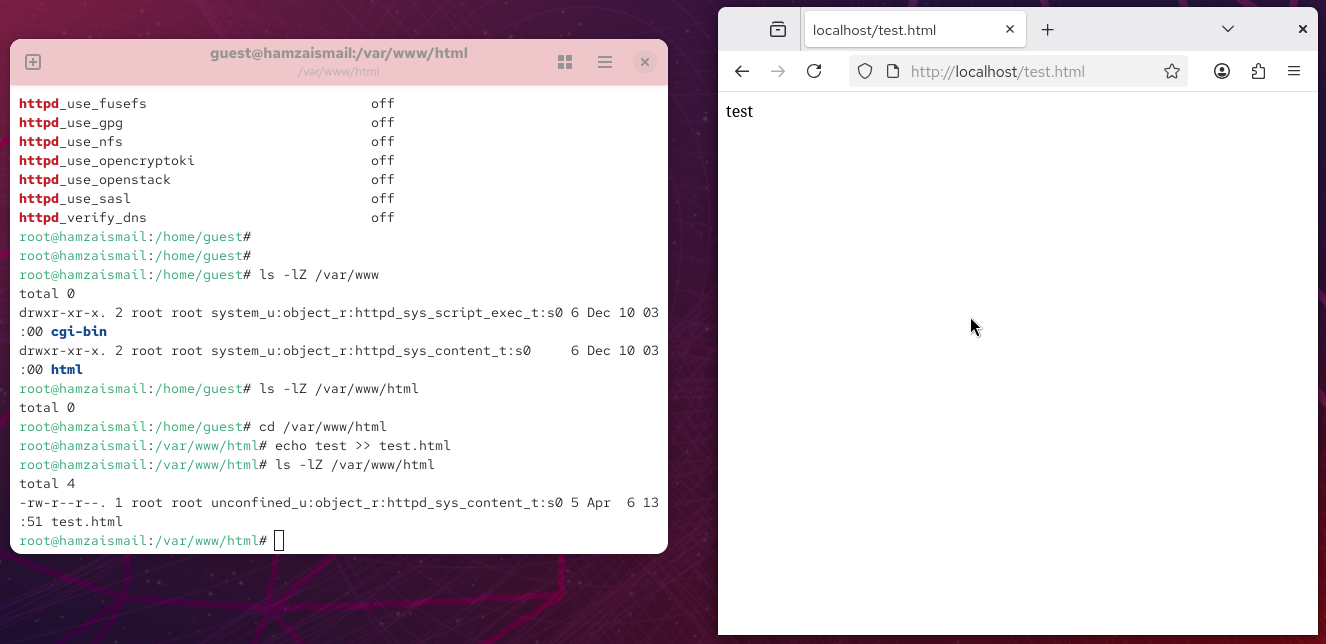 guest@hamzaismail:/var/www/html
/var/www/html
httpd_use_fusefs                            off
httpd_use_gpg                               off
httpd_use_nfs                               off
httpd_use_opencryptoki                      off
httpd_use_openstack                         off
httpd_use_sasl                              off
httpd_verify_dns                            off
root@hamzaismail:/home/guest#
root@hamzaismail:/home/guest#
root@hamzaismail:/home/guest# ls -lZ /var/www
total 0
drwxr-xr-x. 2 root root system_u:object_r:httpd_sys_script_exec_t:s0 6 Dec 10 03
:00 cgi-bin
drwxr-xr-x. 2 root root system_u:object_r:httpd_sys_content_t:s0     6 Dec 10 03
:00 html
root@hamzaismail:/home/guest# ls -lZ /var/www/html
total 0
root@hamzaismail:/home/guest# cd /var/www/html
root@hamzaismail:/var/www/html# echo test >> test.html
root@hamzaismail:/var/www/html# ls -lZ /var/www/html
total 4
-rw-r--r--. 1 root root unconfined_u:object_r:httpd_sys_content_t:s0 5 Apr  6 13
:51 test.html
root@hamzaismail:/var/www/html#
localhost/test.html
http://localhost/test.html
test